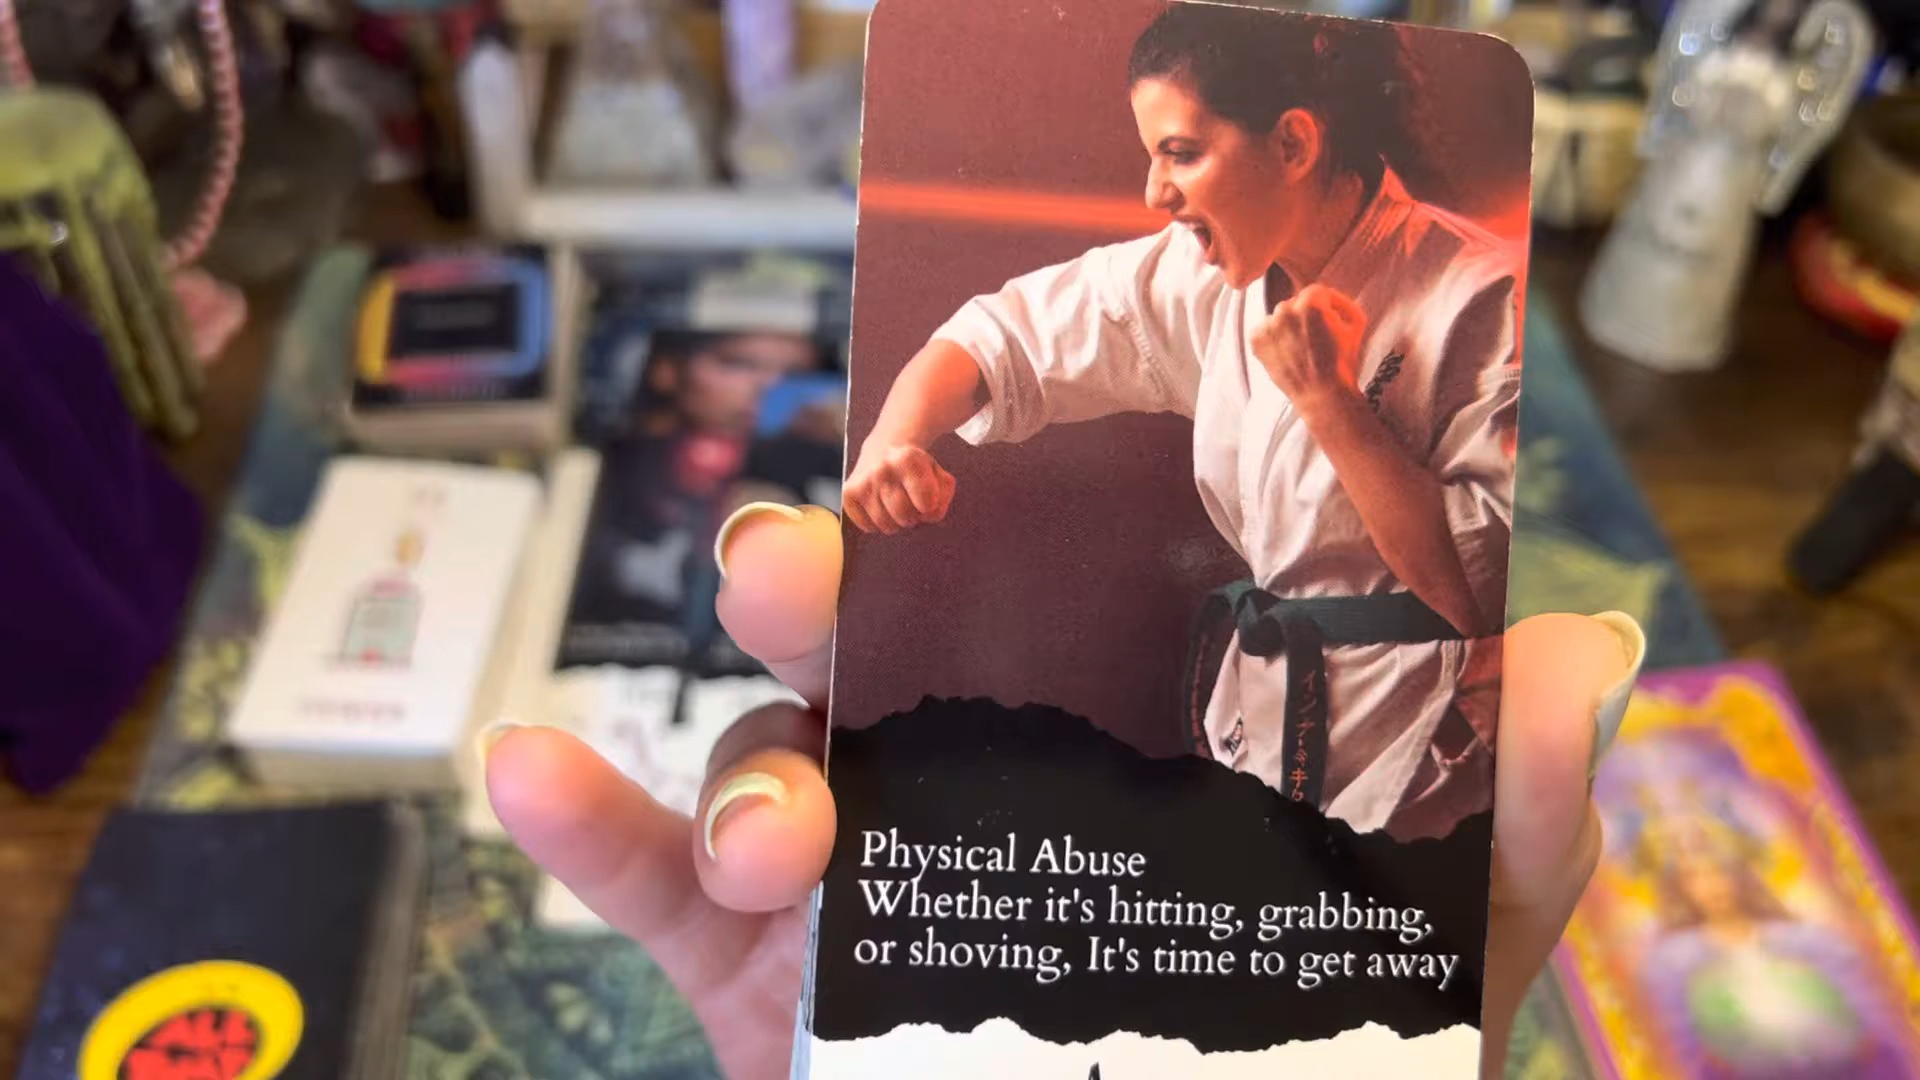 Physical Abuse
Whether it's hitting, grabbing,
or shoving, It's time to get away